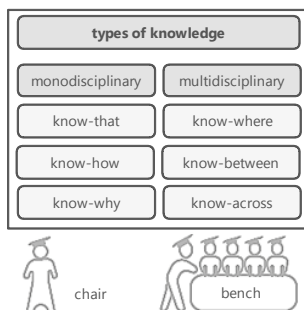 types of knowledge
monodisciplinary multidisciplinary
know-that know-where
know-how know-between
know-why know-across
chair bench